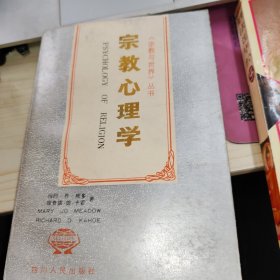 《宗教与世界》丛书
宗教心理学
PSYCHOLOGY OF RELIGION
MARY JO MEADOW
RICHARD D. KAHOE
著
四川人民出版社